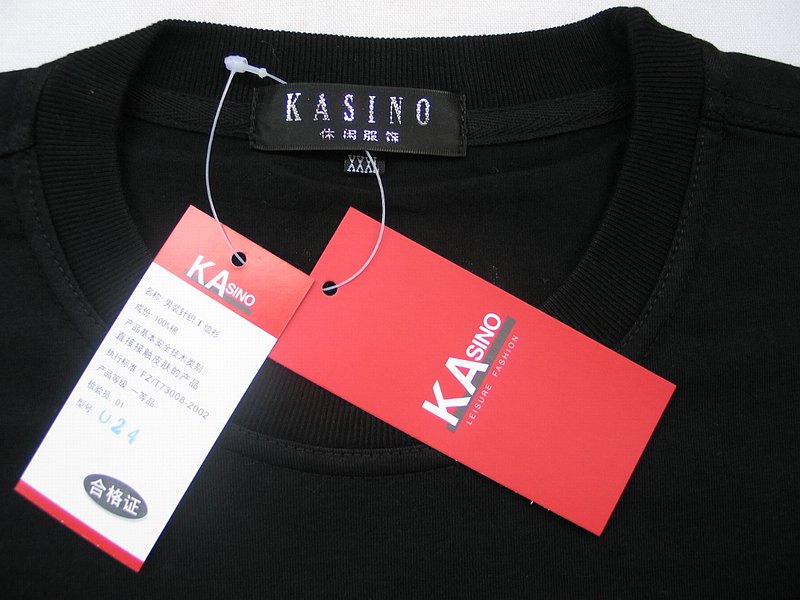 KASINO
休闲服饰
XXXL
KASINO
名称: 男装针织T恤衫
成份: 100%棉
产品基本安全技术类别
直接接触皮肤的产品
执行标准: FZ/T73008-2002
产品等级: 一等品
检验员: 01
型号: U24
合格证
KASINO
LEISURE FASHION